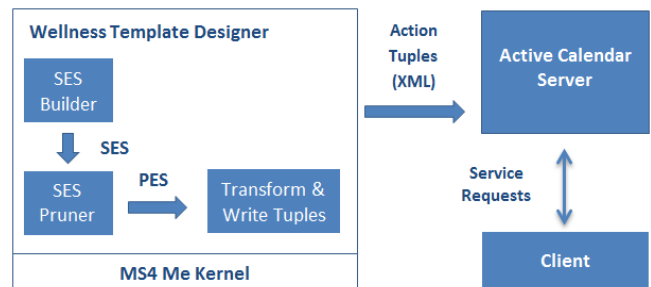 Wellness Template Designer
SES
Builder
SES
SES
Pruner
PES
Transform &
Write Tuples
MS4 Me Kernel
Action
Tuples
(XML)
Active Calendar
Server
Service
Requests
Client